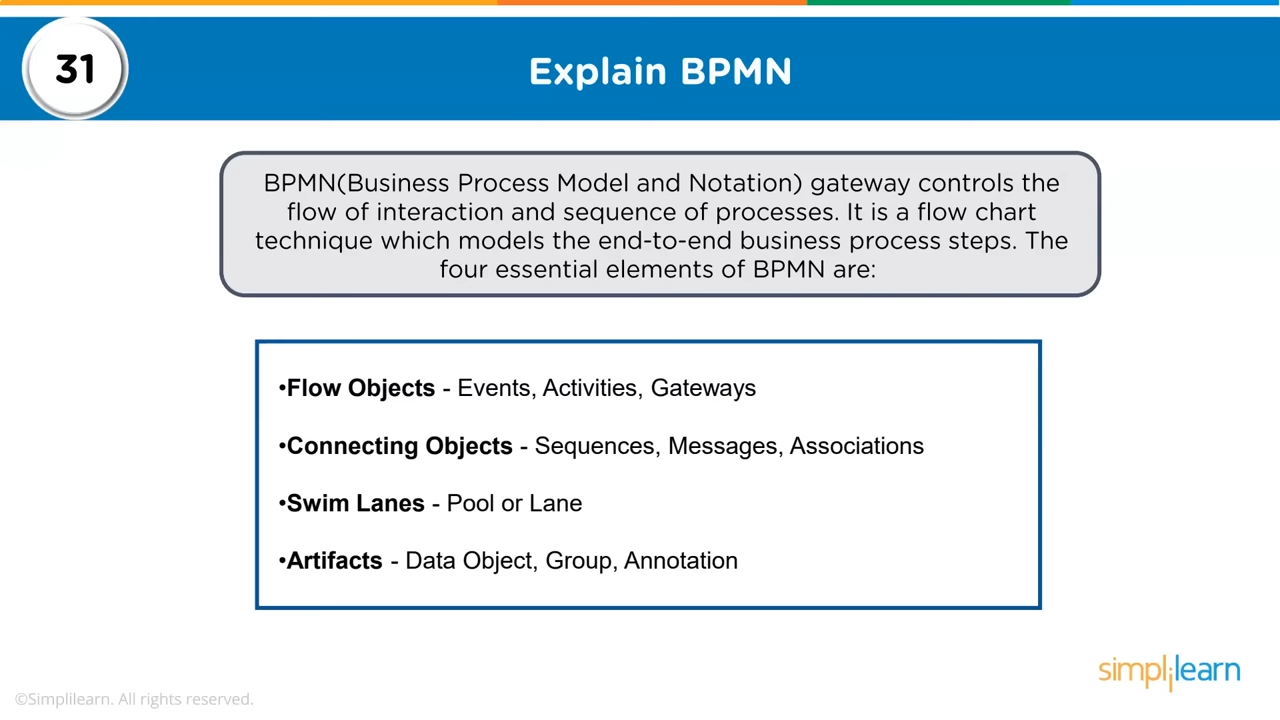 31
Explain BPMN
BPMN(Business Process Model and Notation) gateway controls the
flow of interaction and sequence of processes. It is a flow chart
technique which models the end-to-end business process steps. The
four essential elements of BPMN are:
•Flow Objects - Events, Activities, Gateways
•Connecting Objects - Sequences, Messages, Associations
•Swim Lanes - Pool or Lane
•Artifacts - Data Object, Group, Annotation
simplilearn
©Simplilearn. All rights reserved.